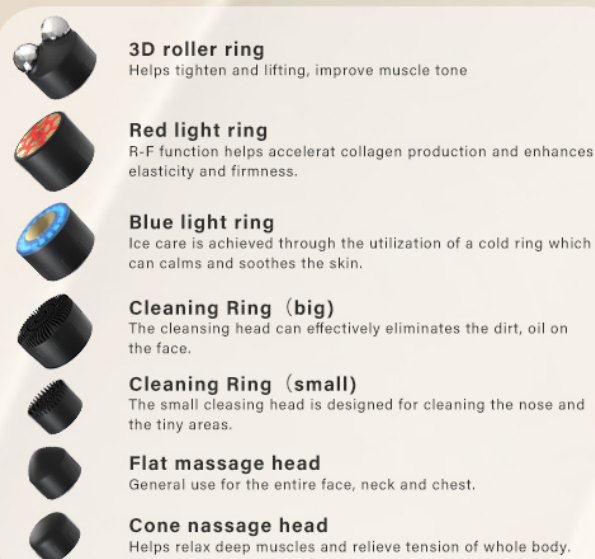 3D roller ring
Helps tighten and lifting, improve muscle tone
Red light ring
R-F function helps accelerat collagen production and enhances
elasticity and firmness.
Blue light ring
Ice care is achieved through the utilization of a cold ring which
can calms and soothes the skin.
Cleaning Ring（big)
The cleansing head can effectively eliminates the dirt, oil on
the face.
Cleaning Ring（small)
The small cleasing head is designed for cleaning the nose and
the tiny areas.
Flat massage head
General use for the entire face, neck and chest.
Cone nassage head
Helps relax deep muscles and relieve tension of whole body.